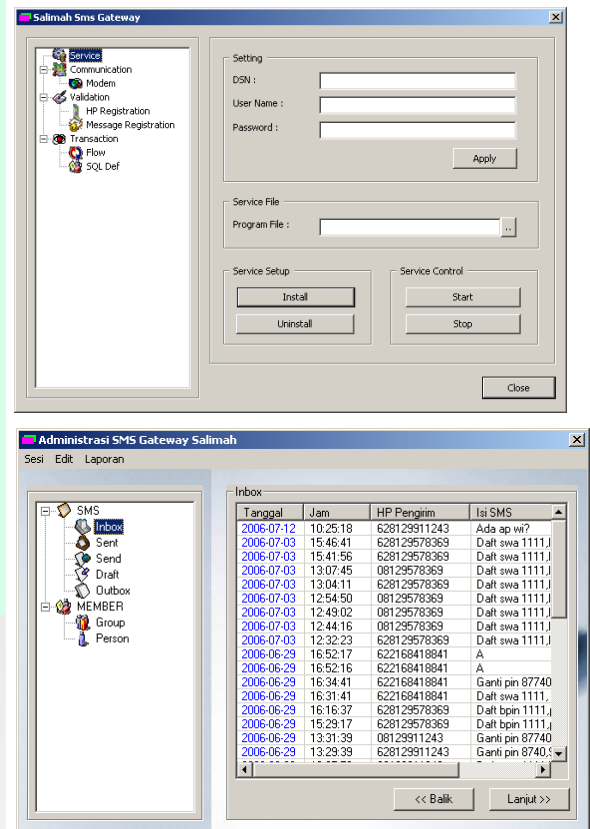 Salimah Sms Gateway
Service
Communication
Modem
Validation
HP Registration
Message Registration
Transaction
Flow
SQL Def
Setting
DSN :
User Name :
Password :
Apply
Service File
Program File :
..
Service Setup
Install
Uninstall
Service Control
Start
Stop
Close
Administrasi SMS Gateway Salimah
Sesi Edit Laporan
SMS
Inbox
Sent
Send
Draft
Outbox
MEMBER
Group
Person
Inbox
Tanggal Jam HP Pengirim Isi SMS
2006-07-12 10:25:18 628129911243 Ada ap wi?
2006-07-03 15:46:41 628129578369 Daft swa 1111,
2006-07-03 15:41:56 628129578369 Daft swa 1111,
2006-07-03 13:07:45 08129578369 Daft swa 1111,
2006-07-03 13:04:11 628129578369 Daft swa 1111,
2006-07-03 12:54:50 08129578369 Daft swa 1111,
2006-07-03 12:49:02 08129578369 Daft swa 1111,
2006-07-03 12:44:16 08129578369 Daft swa 1111,
2006-07-03 12:32:23 628129578369 Daft swa 1111,
2006-06-29 16:52:17 622168418841 A
2006-06-29 16:52:16 622168418841 A
2006-06-29 16:34:41 622168418841 Ganti pin 87740
2006-06-29 16:31:41 622168418841 Daft swa 1111,
2006-06-29 16:16:37 628129578369 Daft bpin 1111,
2006-06-29 15:29:17 628129578369 Daft bpin 1111,
2006-06-29 13:31:39 08129911243 Ganti pin 87740
2006-06-29 13:29:39 628129911243 Ganti pin 8740,
<< Balik
Lanjut >>